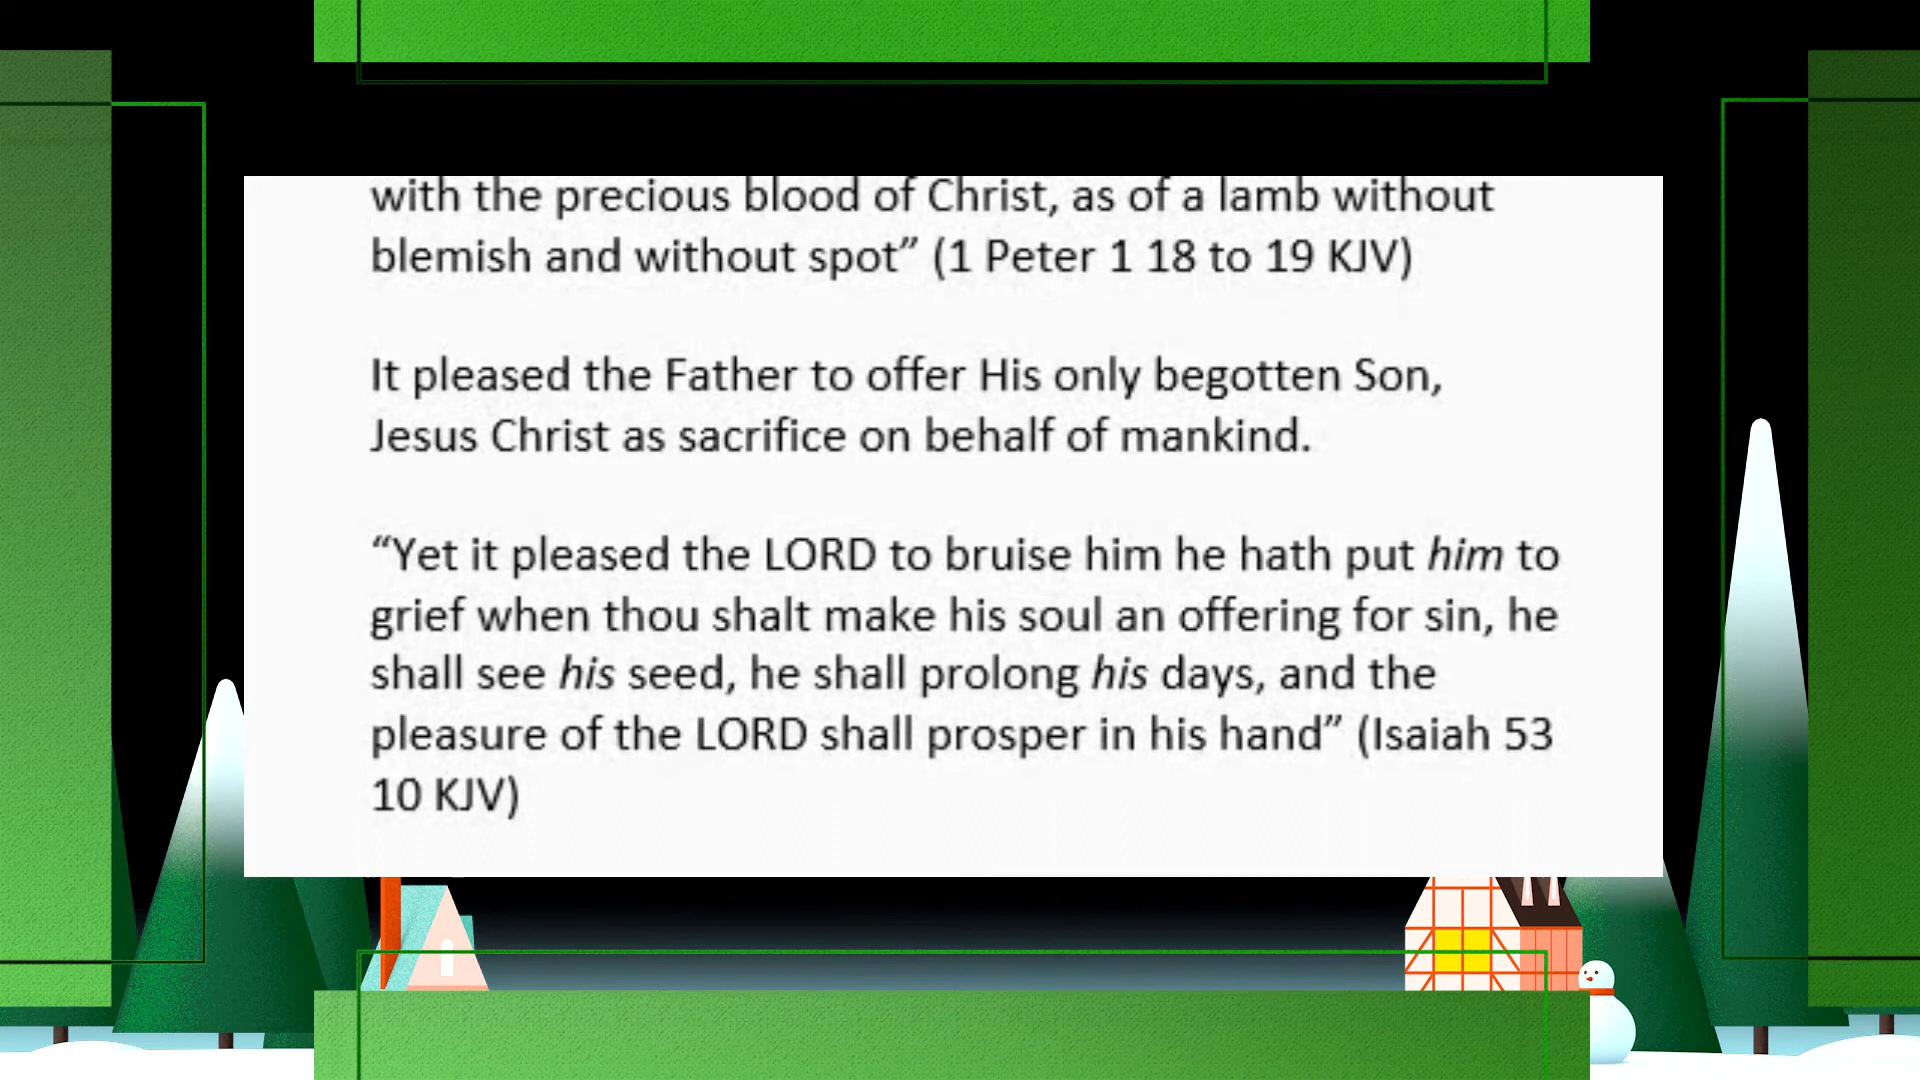 with the precious blood of Christ, as of a lamb without
blemish and without spot” (1 Peter 1 18 to 19 KJV)
It pleased the Father to offer His only begotten Son,
Jesus Christ as sacrifice on behalf of mankind.
“Yet it pleased the LORD to bruise him he hath put him to
grief when thou shalt make his soul an offering for sin, he
shall see his seed, he shall prolong his days, and the
pleasure of the LORD shall prosper in his hand” (Isaiah 53
10 KJV)